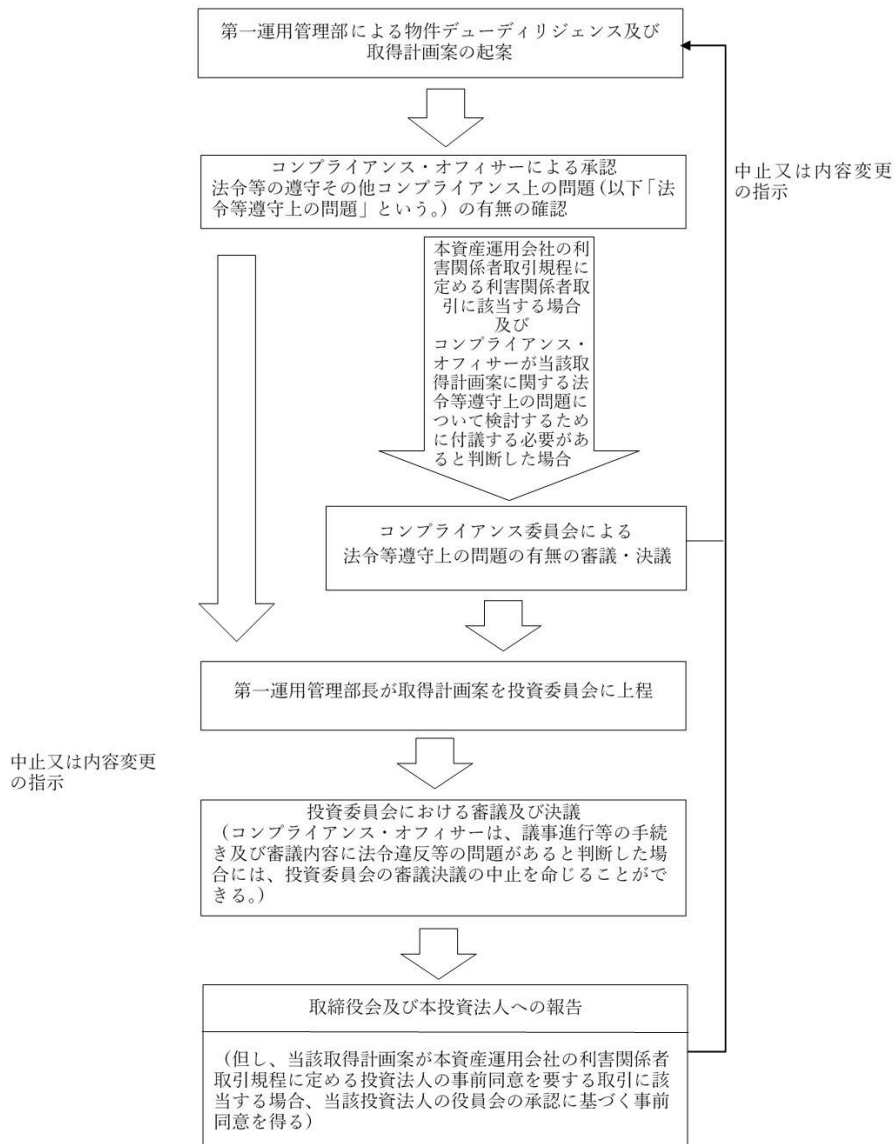 第一運用管理部による物件デューディリジェンス及び
取得計画案の起案
コンプライアンス・オフィサーによる承認
法令等の遵守その他コンプライアンス上の問題(以下「法
令等遵守上の問題」という。)の有無の確認
中止又は内容変更
の指示
本資産運用会社の利
害関係者取引規程に
定める利害関係者取
引に該当する場合
及び
コンプライアンス・
オフィサーが当該取
得計画案に関する法
令等遵守上の問題に
ついて検討するため
に付議する必要があ
ると判断した場合
コンプライアンス委員会による
法令等遵守上の問題の有無の審議・決議
第一運用管理部長が取得計画案を投資委員会に上程
中止又は内容変更
の指示
投資委員会における審議及び決議
(コンプライアンス・オフィサーは、議事進行等の手続
き及び審議内容に法令違反等の問題があると判断した場
合には、投資委員会の審議決議の中止を命じることがで
きる。)
取締役会及び本投資法人への報告
(但し、当該取得計画案が本資産運用会社の利害関係者
取引規程に定める投資法人の事前同意を要する取引に該
当する場合、当該投資法人の役員会の承認に基づく事前
同意を得る)